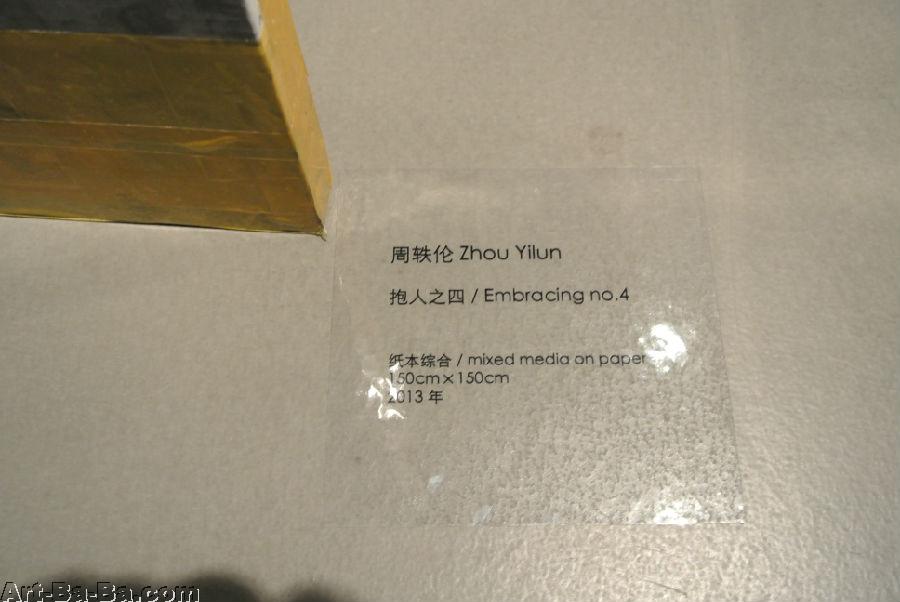 周轶伦 Zhou Yilun
抱人之四 / Embracing no.4
纸本综合 / mixed media on paper
150cm×150cm
2013 年
Art-Ba-Ba.com